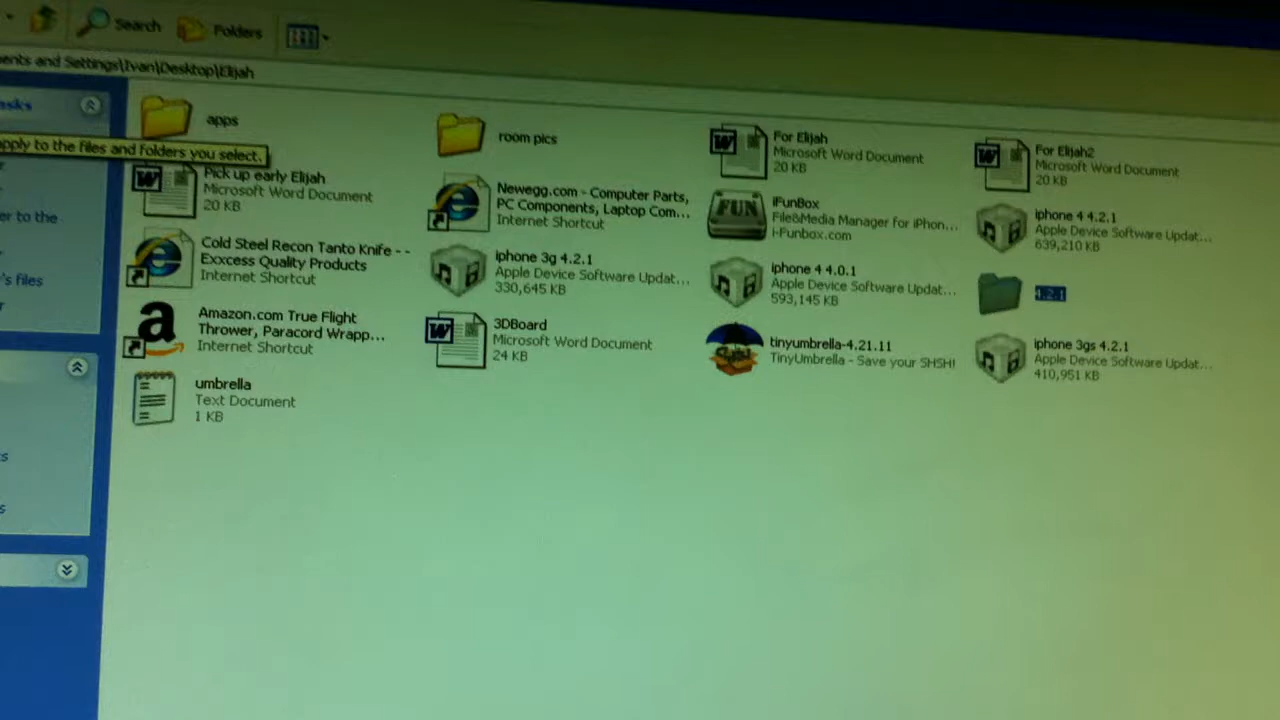 Search
Folders
ents and Settings\Ivan\Desktop\Elijah
asks
apply to the files and folders you select.
er to the
's files
apps
room pics
For Elijah
Microsoft Word Document
20 KB
For Elijah2
Microsoft Word Document
20 KB
Pick up early Elijah
Microsoft Word Document
20 KB
Newegg.com - Computer Parts,
PC Components, Laptop Com...
Internet Shortcut
FUN
iFunBox
File&Media Manager for iPhon...
i-Funbox.com
iphone 4 4.2.1
Apple Device Software Updat...
639,210 KB
Cold Steel Recon Tanto Knife - -
Exxcess Quality Products
Internet Shortcut
iphone 3g 4.2.1
Apple Device Software Updat...
330,645 KB
iphone 4 4.0.1
Apple Device Software Updat...
593,145 KB
4.2.1
Amazon.com True Flight
Thrower, Paracord Wrapp...
Internet Shortcut
3DBoard
Microsoft Word Document
24 KB
tinyumbrella-4.21.11
TinyUmbrella - Save your SHSH!
iphone 3gs 4.2.1
Apple Device Software Updat...
410,951 KB
umbrella
Text Document
1 KB